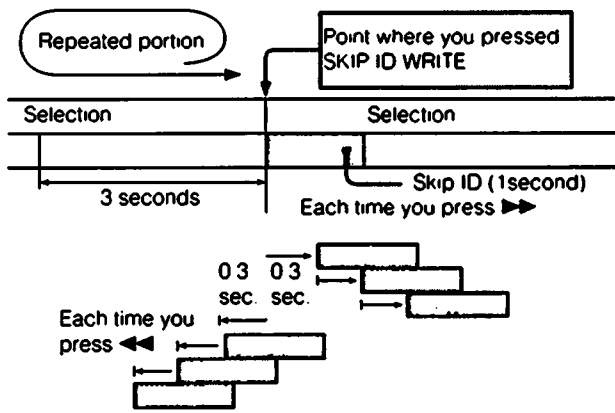 Repeated portion
Point where you pressed
SKIP ID WRITE
Selection
Selection
3 seconds
Skip ID (1second)
Each time you press ▶▶
0 3 0 3
sec. sec.
Each time you
press ◀◀